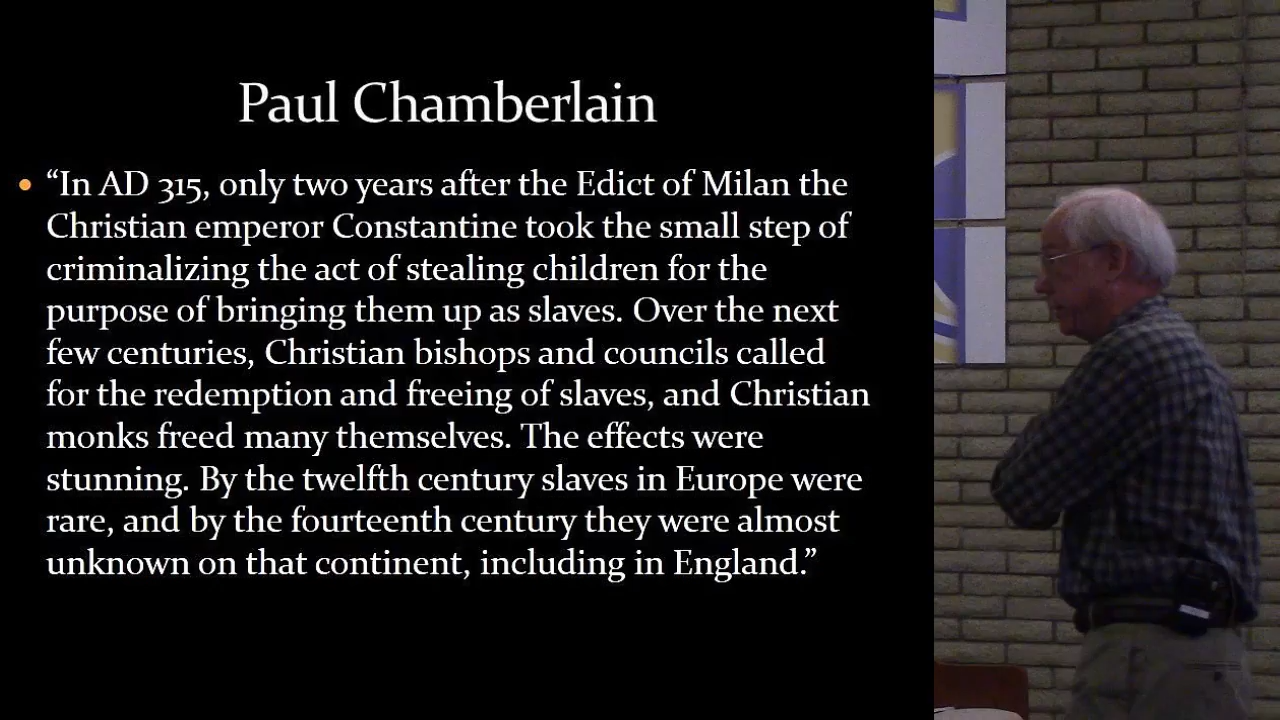 Paul Chamberlain
• “In AD 315, only two years after the Edict of Milan the
Christian emperor Constantine took the small step of
criminalizing the act of stealing children for the
purpose of bringing them up as slaves. Over the next
few centuries, Christian bishops and councils called
for the redemption and freeing of slaves, and Christian
monks freed many themselves. The effects were
stunning. By the twelfth century slaves in Europe were
rare, and by the fourteenth century they were almost
unknown on that continent, including in England.”